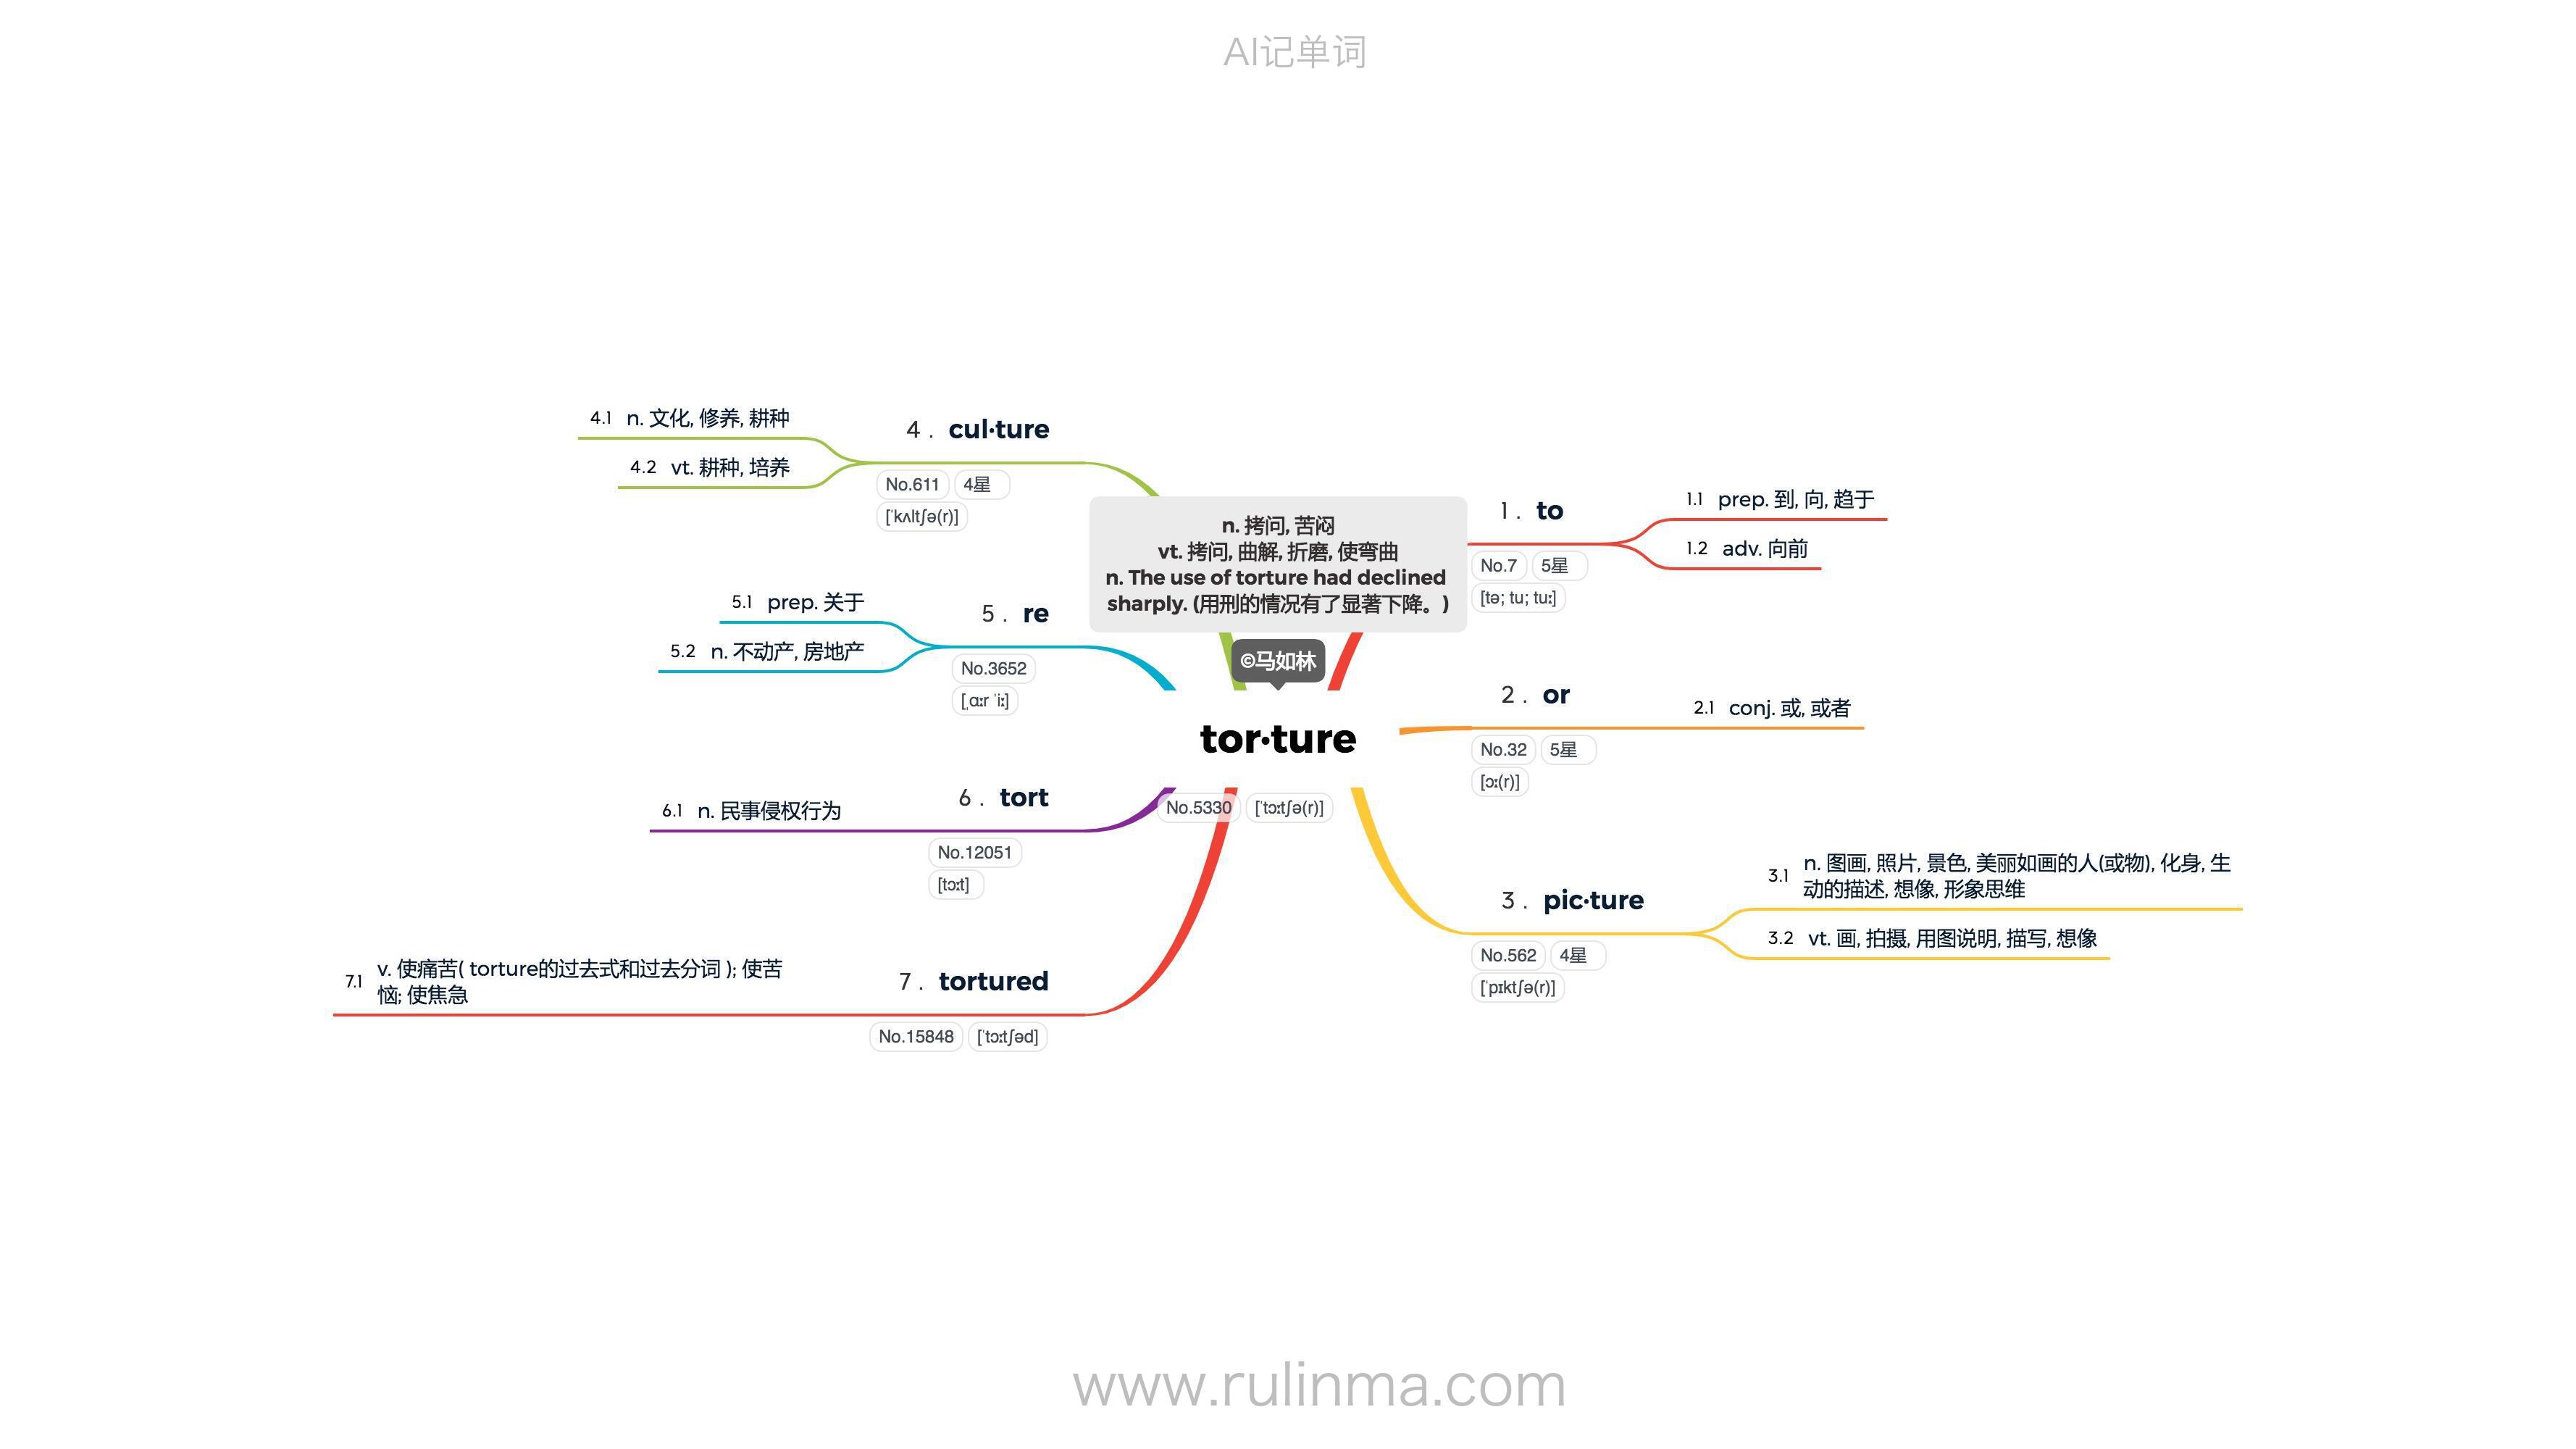 AI记单词
n. 拷问, 苦闷
vt. 拷问, 曲解, 折磨, 使弯曲
n. The use of torture had declined
sharply. (用刑的情况有了显著下降。)
©马如林
tor·ture
No.5330 [ˈtɔːtʃə(r)]
1 . to
No.7 5星
[tə; tu; tuː]
1.1 prep. 到, 向, 趋于
1.2 adv. 向前
2 . or
No.32 5星
[ɔː(r)]
2.1 conj. 或, 或者
3 . pic·ture
No.562 4星
[ˈpɪktʃə(r)]
3.1 n. 图画, 照片, 景色, 美丽如画的人(或物), 化身, 生
动的描述, 想像, 形象思维
3.2 vt. 画, 拍摄, 用图说明, 描写, 想像
4 . cul·ture
No.611 4星
[ˈkʌltʃə(r)]
4.1 n. 文化, 修养, 耕种
4.2 vt. 耕种, 培养
5 . re
No.3652
[ˌɑːr ˈiː]
5.1 prep. 关于
5.2 n. 不动产, 房地产
6 . tort
No.12051
[tɔːt]
6.1 n. 民事侵权行为
7 . tortured
No.15848 [ˈtɔːtʃəd]
7.1 v. 使痛苦( torture的过去式和过去分词 ); 使苦
恼; 使焦急
www.rulinma.com